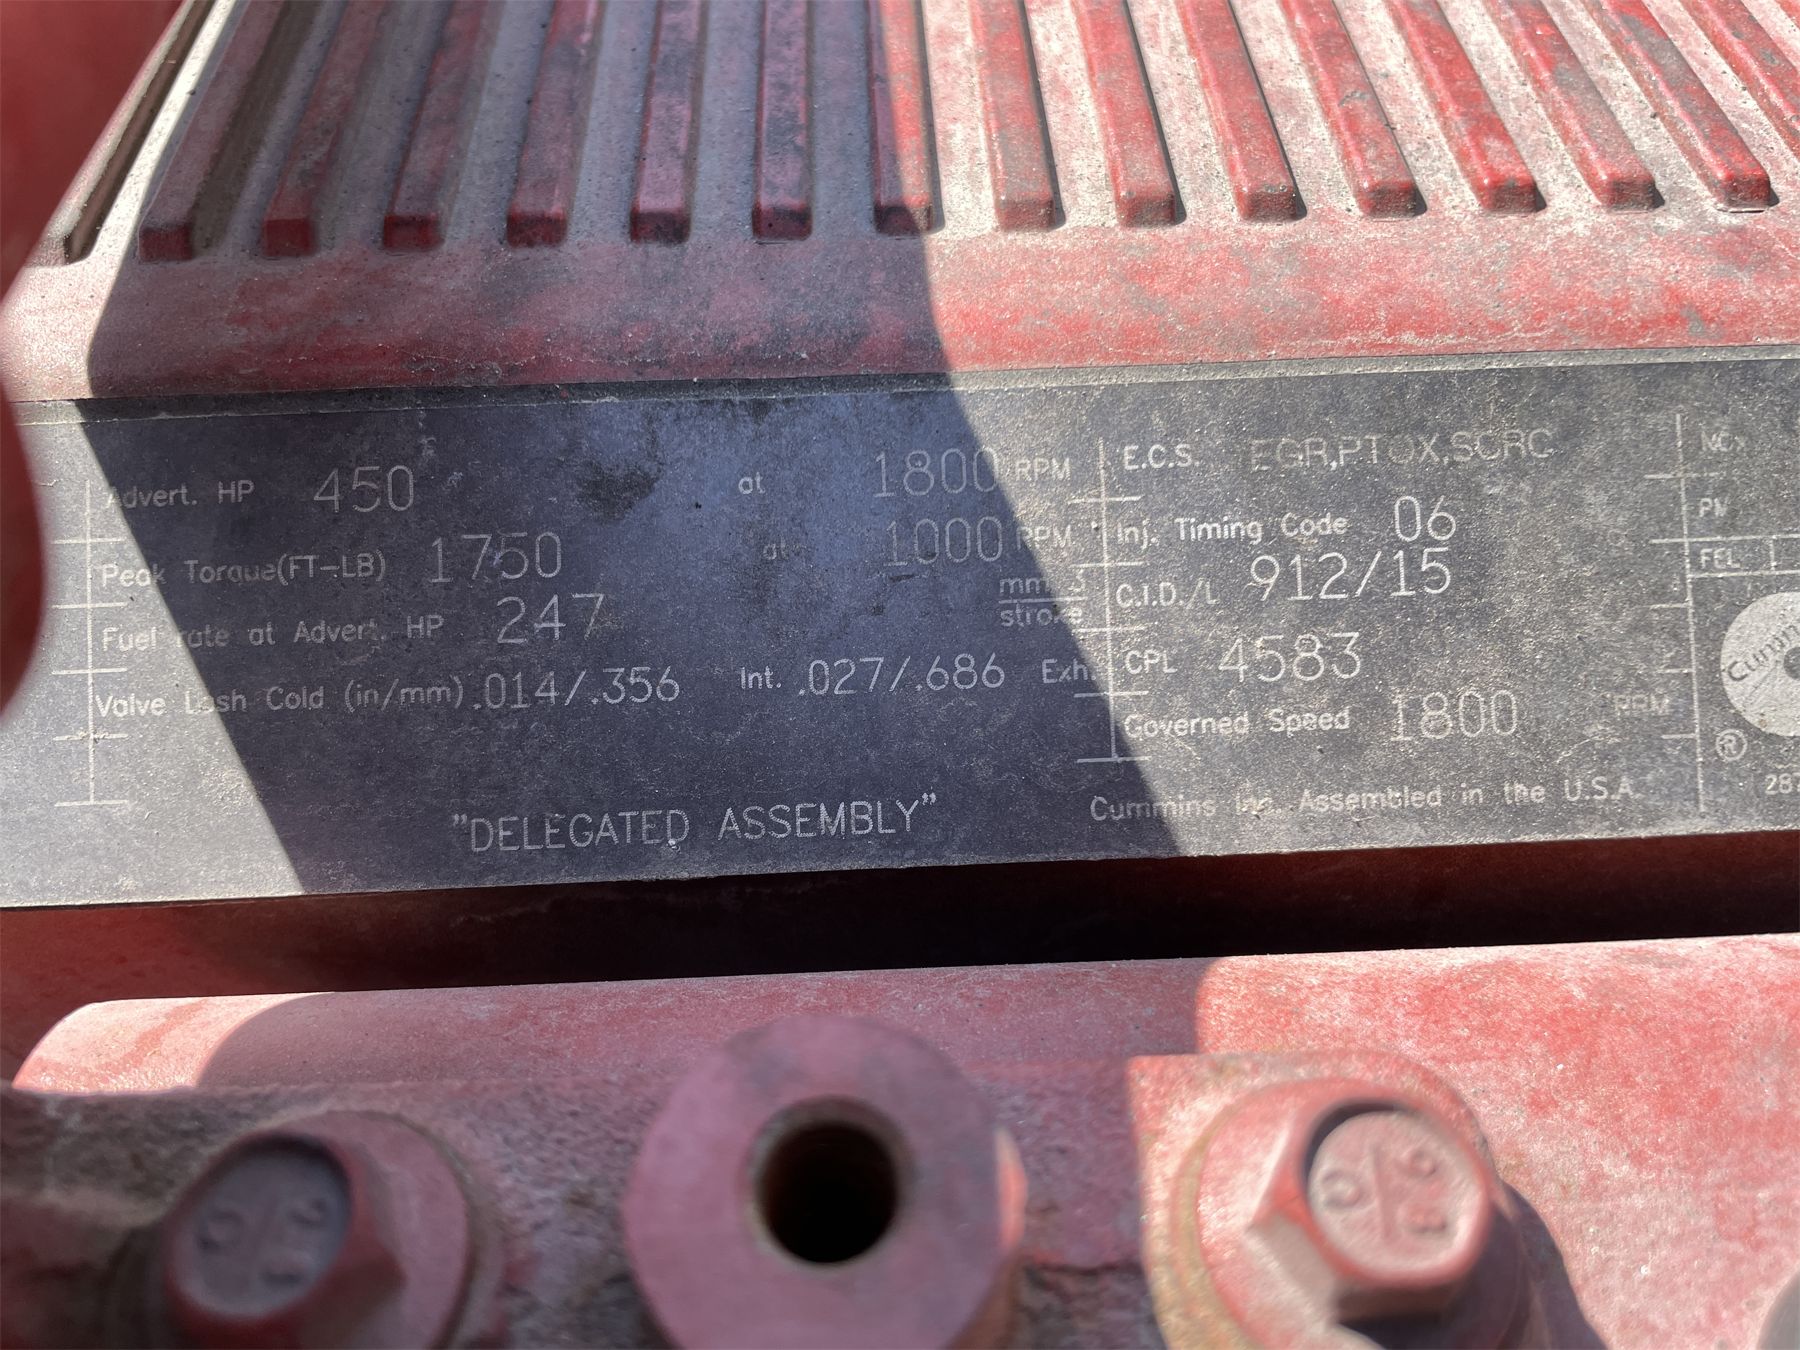 Advert. HP 450 at 1800 RPM
Peak Torque(FT-LB) 1750 at 1000 RPM
Fuel rate at Advert. HP 247 mm3 stroke
Valve Lash Cold (in/mm) .014/.356 Int. .027/.686 Exh.
"DELEGATED ASSEMBLY"
E.C.S. EGR,PTOX,SCRC
Inj. Timing Code 06
C.I.D./L 912/15
CPL 4583
Governed Speed 1800 RPM
Cummins Inc. Assembled in the U.S.A.
FEL
Cummin
®
287